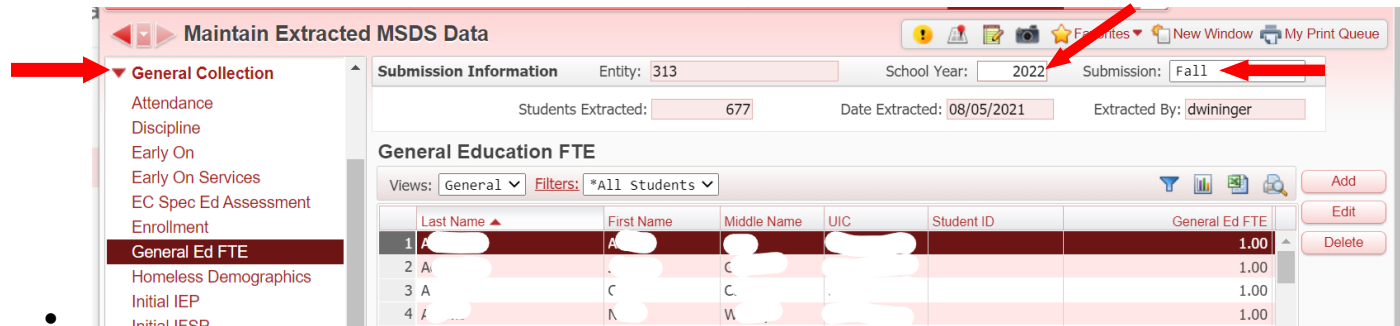 Maintain Extracted MSDS Data
Favorites New Window My Print Queue
General Collection
Attendance
Discipline
Early On
Early On Services
EC Spec Ed Assessment
Enrollment
General Ed FTE
Homeless Demographics
Initial IEP
Initial IFSP
Submission Information Entity: 313 School Year: 2022 Submission: Fall
Students Extracted: 677 Date Extracted: 08/05/2021 Extracted By: dwininger
General Education FTE
Views: General Filters: *All Students
Add
Edit
Delete
Last Name First Name Middle Name UIC Student ID General Ed FTE
1 A A 1.00
2 A C 1.00
3 A C C. 1.00
4 A N W 1.00